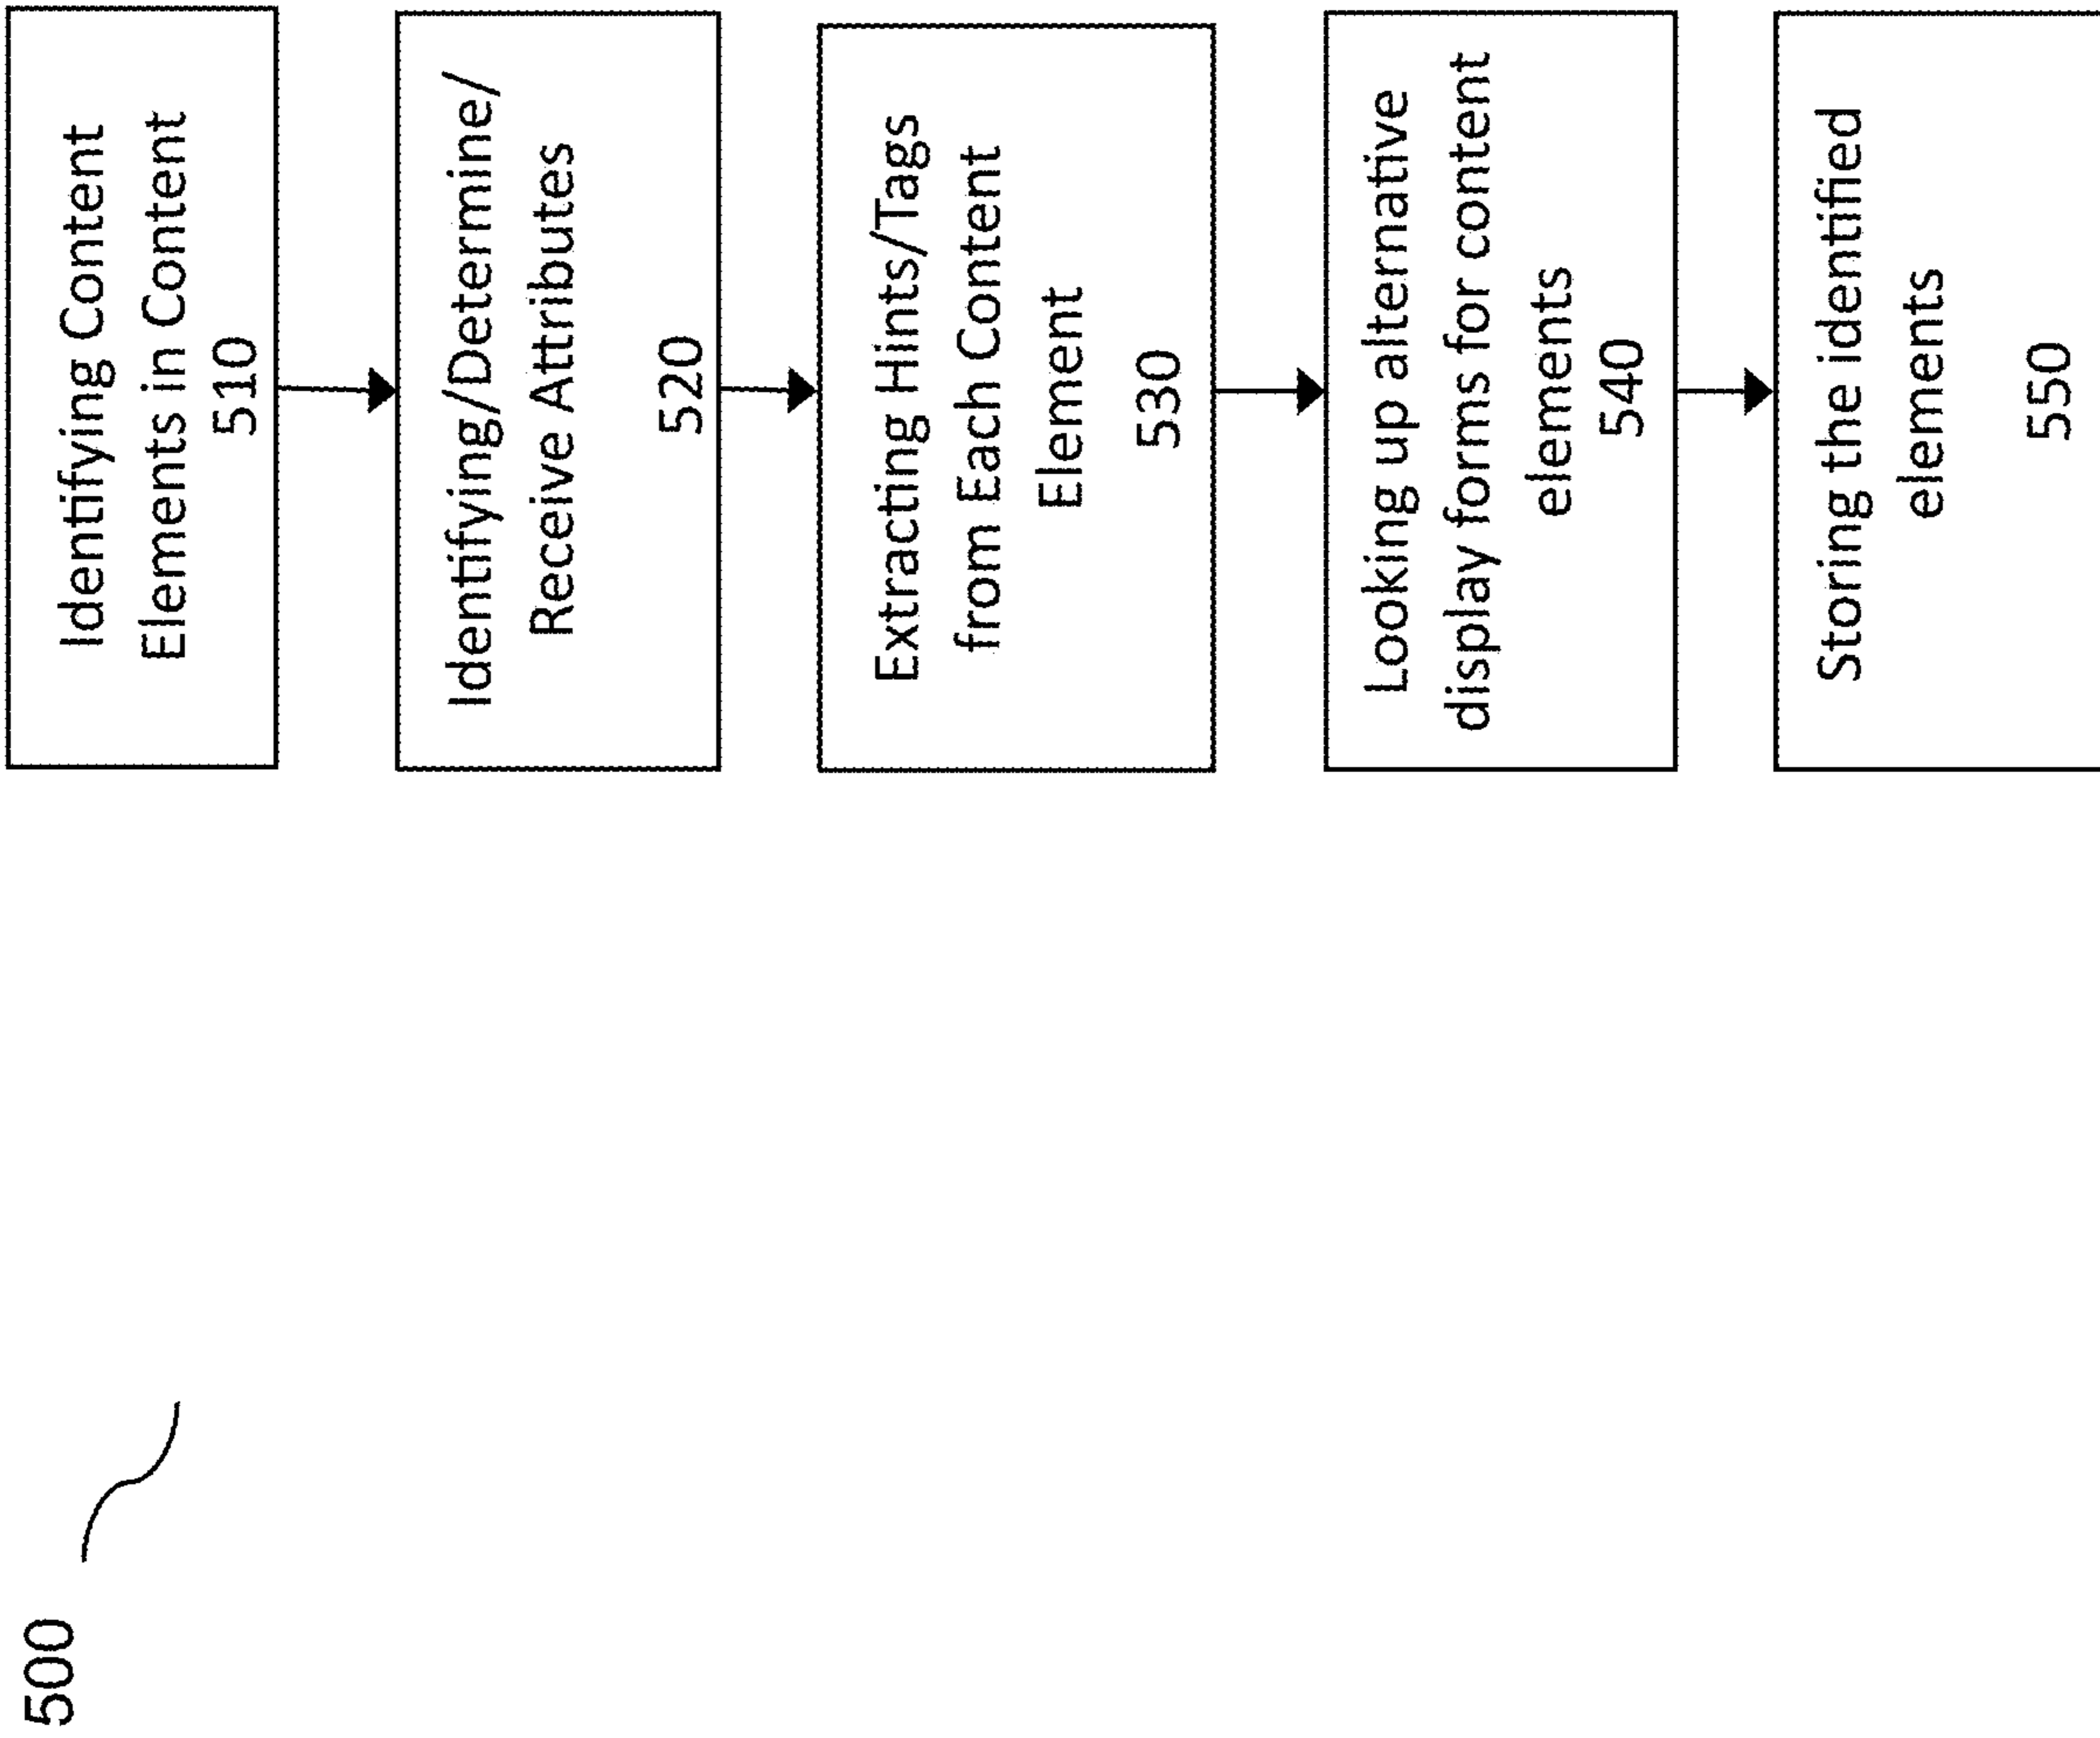 500
Identifying Content
Elements in Content
510
Identifying/Determine/
Receive Attributes
520
Extracting Hints/Tags
from Each Content
Element
530
Looking up alternative
display forms for content
elements
540
Storing the identified
elements
550